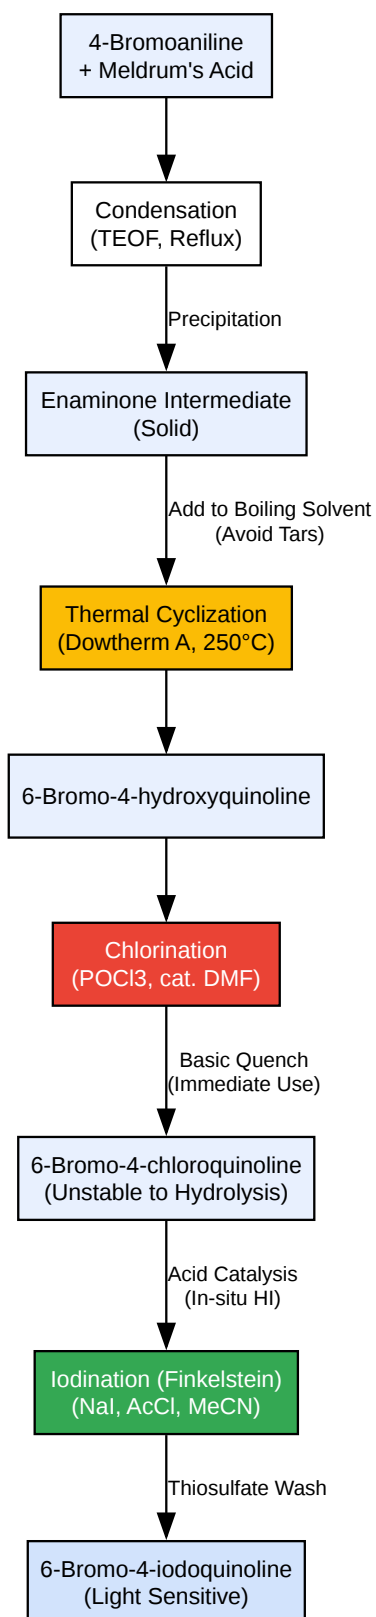 4-Bromoaniline
+ Meldrum's Acid
Condensation
(TEOF, Reflux)
Precipitation
Enaminone Intermediate
(Solid)
Add to Boiling Solvent
(Avoid Tars)
Thermal Cyclization
(Dowtherm A, 250°C)
6-Bromo-4-hydroxyquinoline
Chlorination
(POCl3, cat. DMF)
Basic Quench
(Immediate Use)
6-Bromo-4-chloroquinoline
(Unstable to Hydrolysis)
Acid Catalysis
(In-situ HI)
Iodination (Finkelstein)
(NaI, AcCl, MeCN)
Thiosulfate Wash
6-Bromo-4-iodoquinoline
(Light Sensitive)